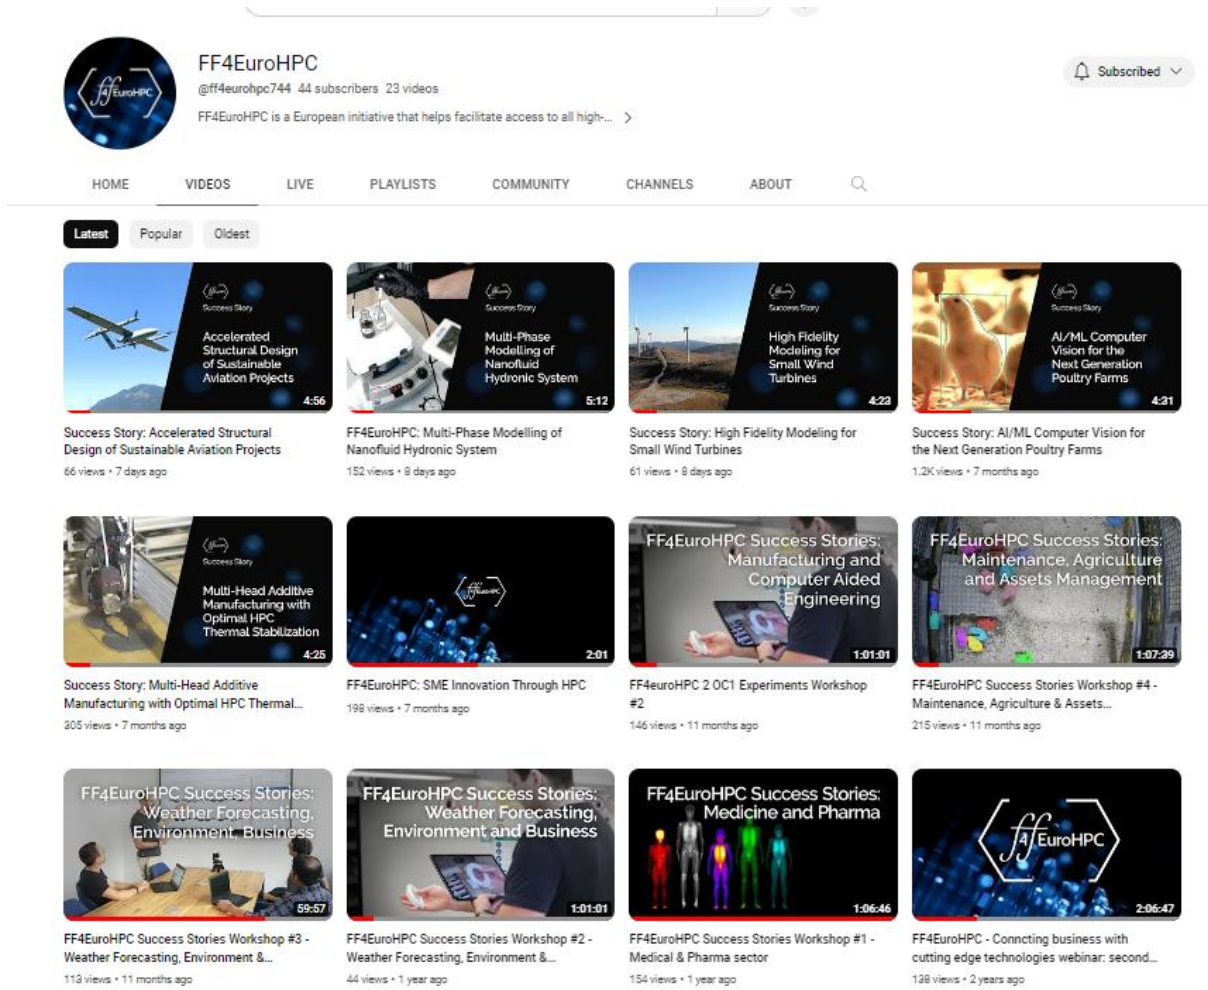 FF4EuroHPC
@ff4eurohpc744 44 subscribers 23 videos
FF4EuroHPC is a European initiative that helps facilitate access to all high-...
Subscribed
HOME VIDEOS LIVE PLAYLISTS COMMUNITY CHANNELS ABOUT
Latest Popular Oldest
Success Story
Accelerated
Structural Design
of Sustainable
Aviation Projects
4:56
Success Story: Accelerated Structural
Design of Sustainable Aviation Projects
66 views • 7 days ago
Success Story
Multi-Phase
Modelling of
Nanofluid
Hydronic System
5:12
FF4EuroHPC: Multi-Phase Modelling of
Nanofluid Hydronic System
152 views • 8 days ago
Success Story
High Fidelity
Modeling for
Small Wind
Turbines
4:23
Success Story: High Fidelity Modeling for
Small Wind Turbines
61 views • 8 days ago
Success Story
AI/ML Computer
Vision for the
Next Generation
Poultry Farms
4:31
Success Story: AI/ML Computer Vision for
the Next Generation Poultry Farms
1.2K views • 7 months ago
Success Story
Multi-Head Additive
Manufacturing with
Optimal HPC
Thermal Stabilization
4:25
Success Story: Multi-Head Additive
Manufacturing with Optimal HPC Thermal...
305 views • 7 months ago
2:01
FF4EuroHPC: SME Innovation Through HPC
198 views • 7 months ago
FF4EuroHPC Success Stories:
Manufacturing and
Computer Aided
Engineering
1:01:01
FF4euroHPC 2 OC1 Experiments Workshop
#2
146 views • 11 months ago
FF4EuroHPC Success Stories:
Maintenance, Agriculture
and Assets Management
1:07:39
FF4EuroHPC Success Stories Workshop #4 -
Maintenance, Agriculture & Assets...
215 views • 11 months ago
FF4EuroHPC Success Stories:
Weather Forecasting,
Environment, Business
59:57
FF4EuroHPC Success Stories Workshop #3 -
Weather Forecasting, Environment &...
113 views • 11 months ago
FF4EuroHPC Success Stories:
Weather Forecasting,
Environment and Business
1:01:01
FF4EuroHPC Success Stories Workshop #2 -
Weather Forecasting, Environment &...
44 views • 1 year ago
FF4EuroHPC Success Stories:
Medicine and Pharma
1:06:46
FF4EuroHPC Success Stories Workshop #1 -
Medical & Pharma sector
154 views • 1 year ago
ff4EuroHPC
2:06:47
FF4EuroHPC - Conncting business with
cutting edge technologies webinar: second...
138 views • 2 years ago